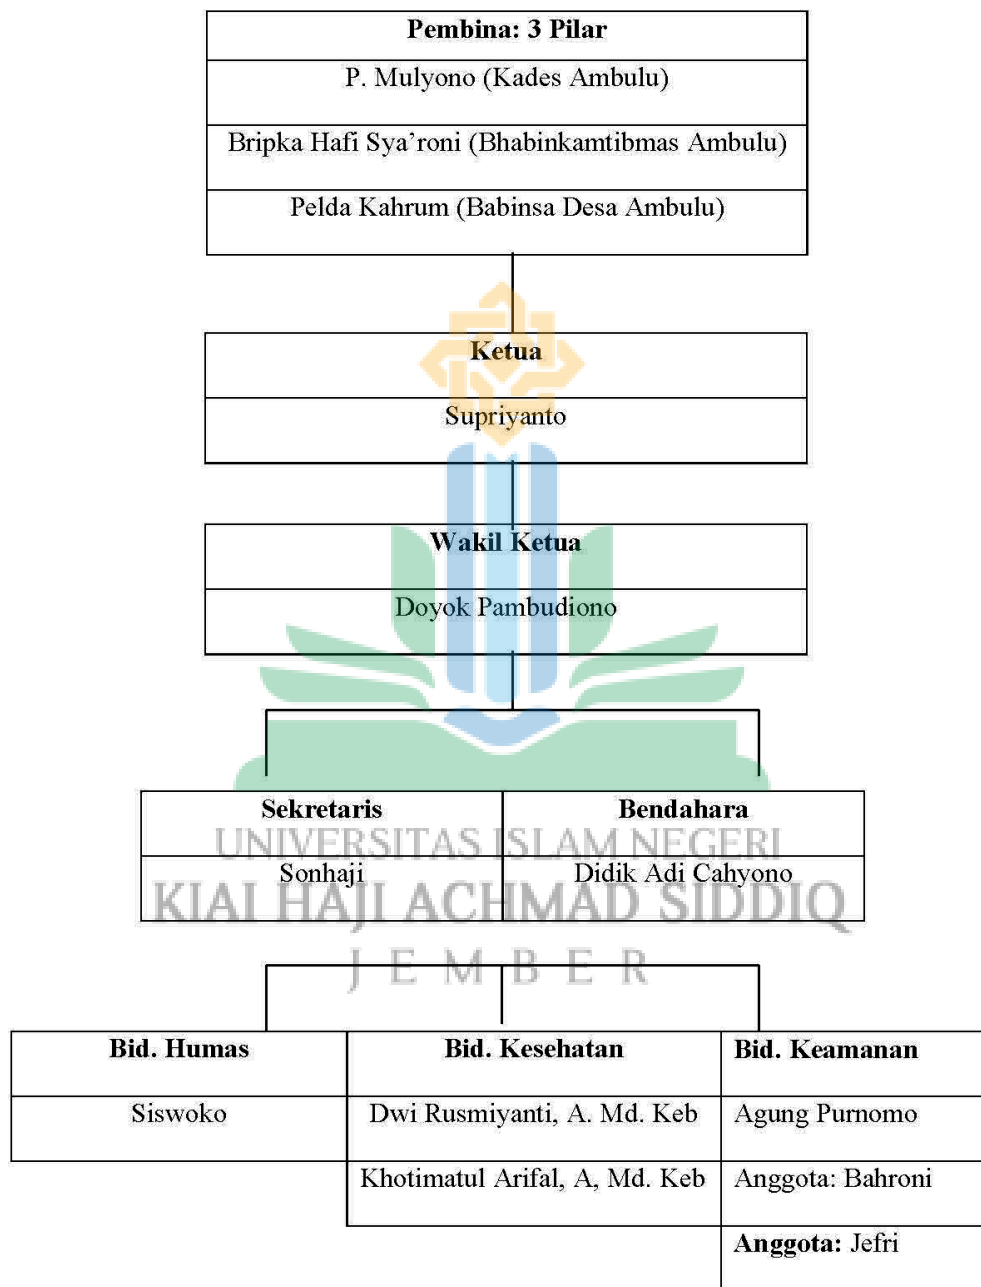 Pembina: 3 Pilar
P. Mulyono (Kades Ambulu)
Bripka Hafi Sya’roni (Bhabinkamtibmas Ambulu)
Pelda Kahrum (Babinsa Desa Ambulu)
Ketua
Supriyanto
Wakil Ketua
Doyok Pambudiono
Sekretaris
Bendahara
UNIVERSITAS ISLAM NEGERI
Sonhaji
Didik Adi Cahyono
KIAI HAJI ACHMAD SIDDIQ
JEMBER
Bid. Humas
Bid. Kesehatan
Bid. Keamanan
Siswoko
Dwi Rusmiyanti, A. Md. Keb
Agung Purnomo
Khotimatul Arifal, A, Md. Keb
Anggota: Bahroni
Anggota: Jefri